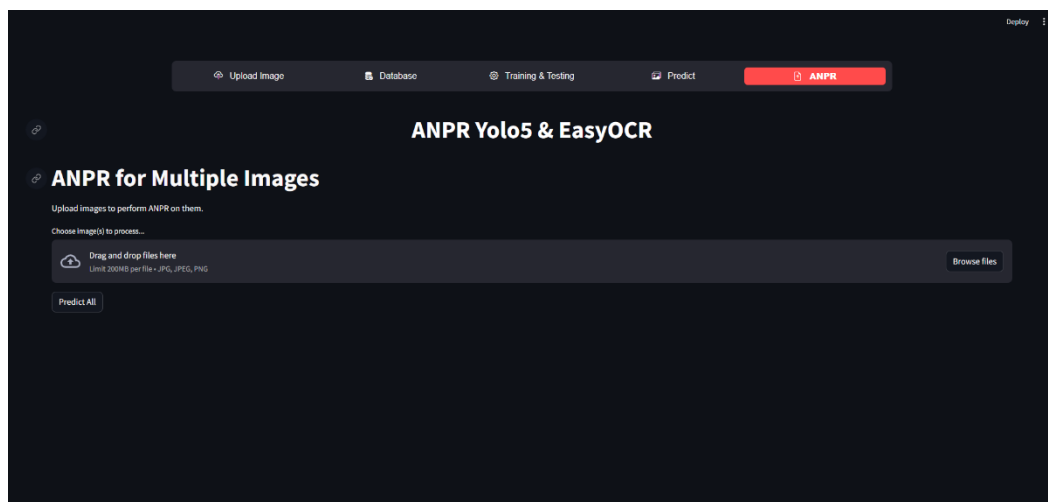 Deploy
Upload Image
Database
Training & Testing
Predict
ANPR
ANPR Yolo5 & EasyOCR
ANPR for Multiple Images
Upload images to perform ANPR on them.
Choose image(s) to process...
Drag and drop files here
Limit 200MB per file • JPG, JPEG, PNG
Browse files
Predict All